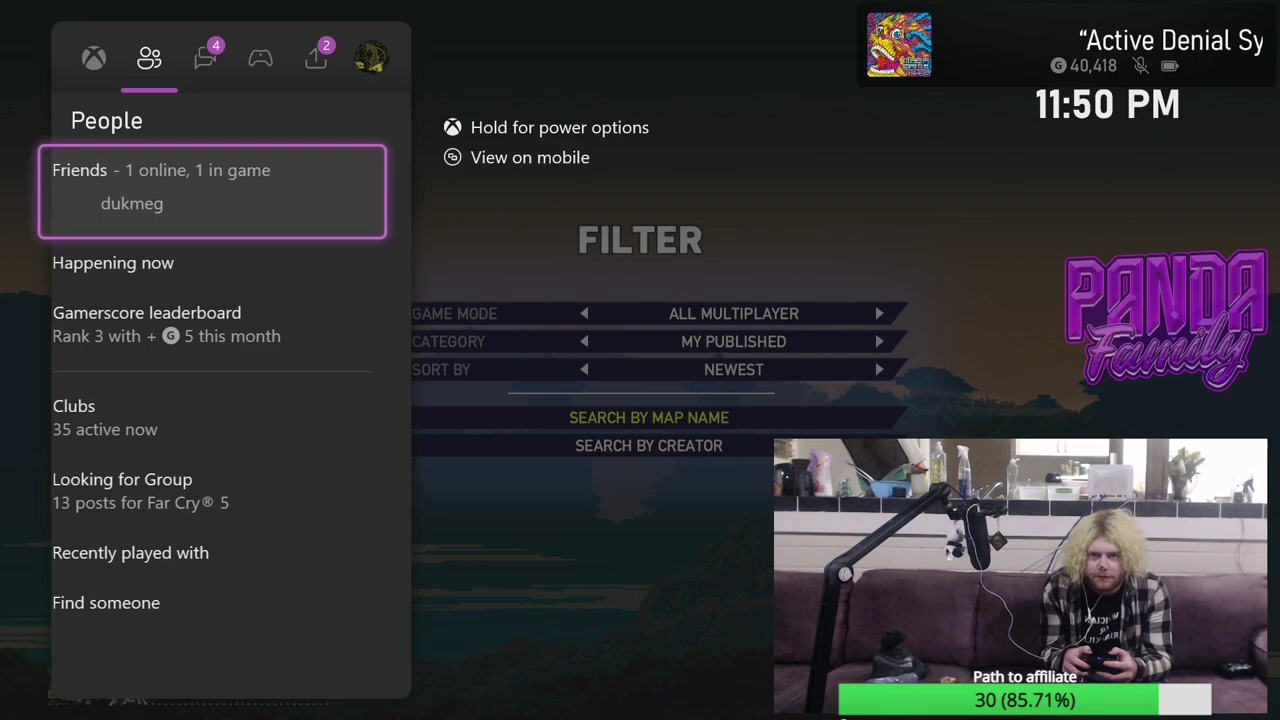 4
2
People
Friends - 1 online, 1 in game
dukmeg
Happening now
Gamerscore leaderboard
Rank 3 with + G 5 this month
Clubs
35 active now
Looking for Group
13 posts for Far Cry® 5
Recently played with
Find someone
Hold for power options
View on mobile
"Active Denial Sy
G 40,418
11:50 PM
FILTER
GAME MODE
ALL MULTIPLAYER
CATEGORY
MY PUBLISHED
SORT BY
NEWEST
SEARCH BY MAP NAME
SEARCH BY CREATOR
PANDA
Family
Path to affiliate
30 (85.71%)